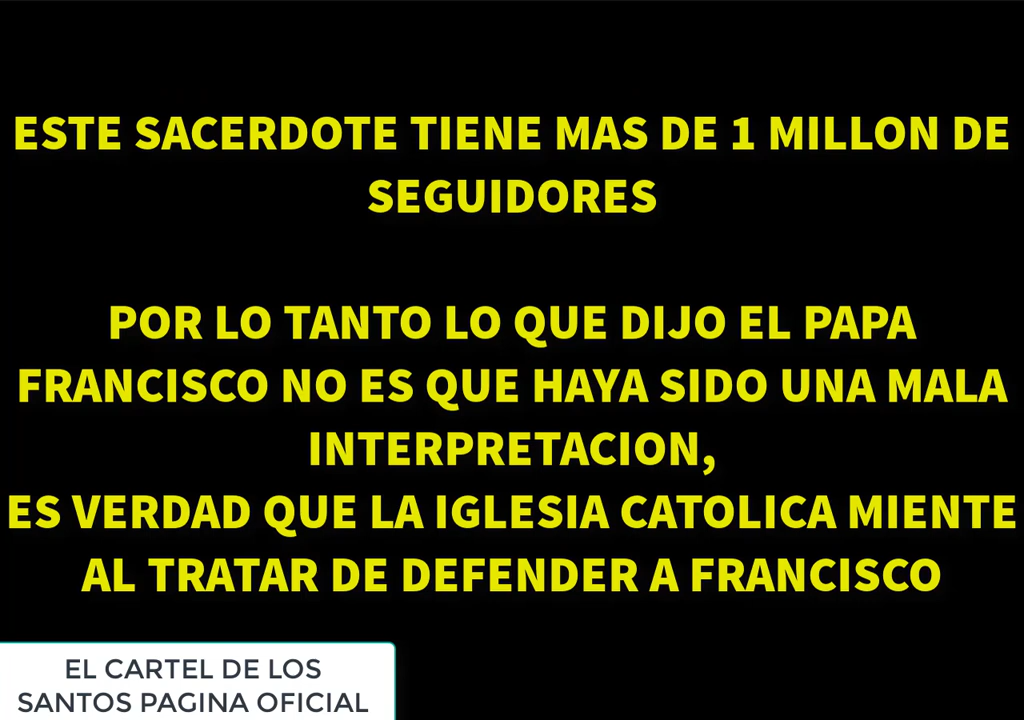 ESTE SACERDOTE TIENE MAS DE 1 MILLON DE
SEGUIDORES
POR LO TANTO LO QUE DIJO EL PAPA
FRANCISCO NO ES QUE HAYA SIDO UNA MALA
INTERPRETACION,
ES VERDAD QUE LA IGLESIA CATOLICA MIENTE
AL TRATAR DE DEFENDER A FRANCISCO
EL CARTEL DE LOS
SANTOS PAGINA OFICIAL